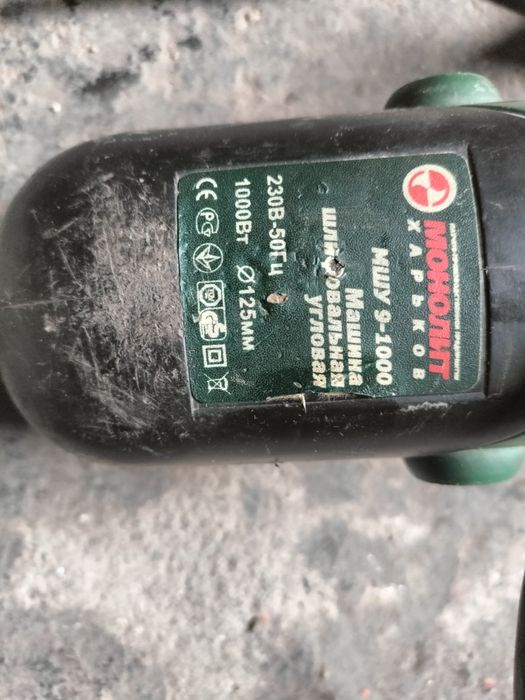 МОНОЛИТ
ХАРЬКОВ
МШУ 9-1000
Машина
шлифовальная
угловая
230В-50Гц
1000Вт Ø125мм